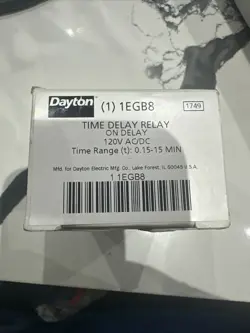 Dayton (1) 1EGB8 1749
TIME DELAY RELAY
ON DELAY
120V AC/DC
Time Range (t): 0.15-15 MIN
Mfd. for Dayton Electric Mfg. Co., Lake Forest, IL 60045 U.S.A.
1 1EGB8